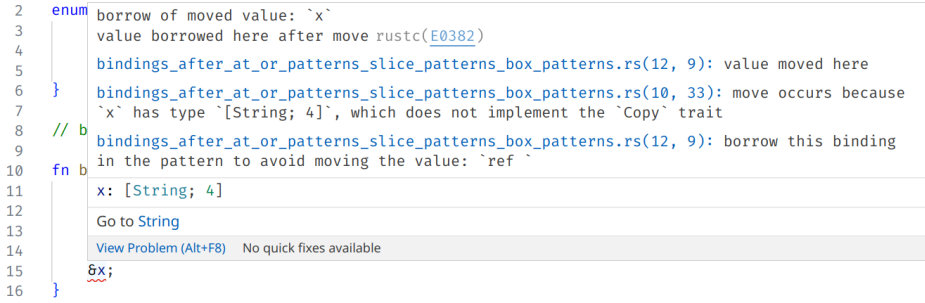 2 enum
3
4
5
6 }
7
8 // b
9
10 fn b
11
12
13
14
15 &x;
16 }
borrow of moved value: `x`
value borrowed here after move rustc(E0382)
bindings_after_at_or_patterns_slice_patterns_box_patterns.rs(12, 9): value moved here
bindings_after_at_or_patterns_slice_patterns_box_patterns.rs(10, 33): move occurs because
`x` has type `[String; 4]`, which does not implement the `Copy` trait
bindings_after_at_or_patterns_slice_patterns_box_patterns.rs(12, 9): borrow this binding
in the pattern to avoid moving the value: `ref `
x: [String; 4]
Go to String
View Problem (Alt+F8) No quick fixes available